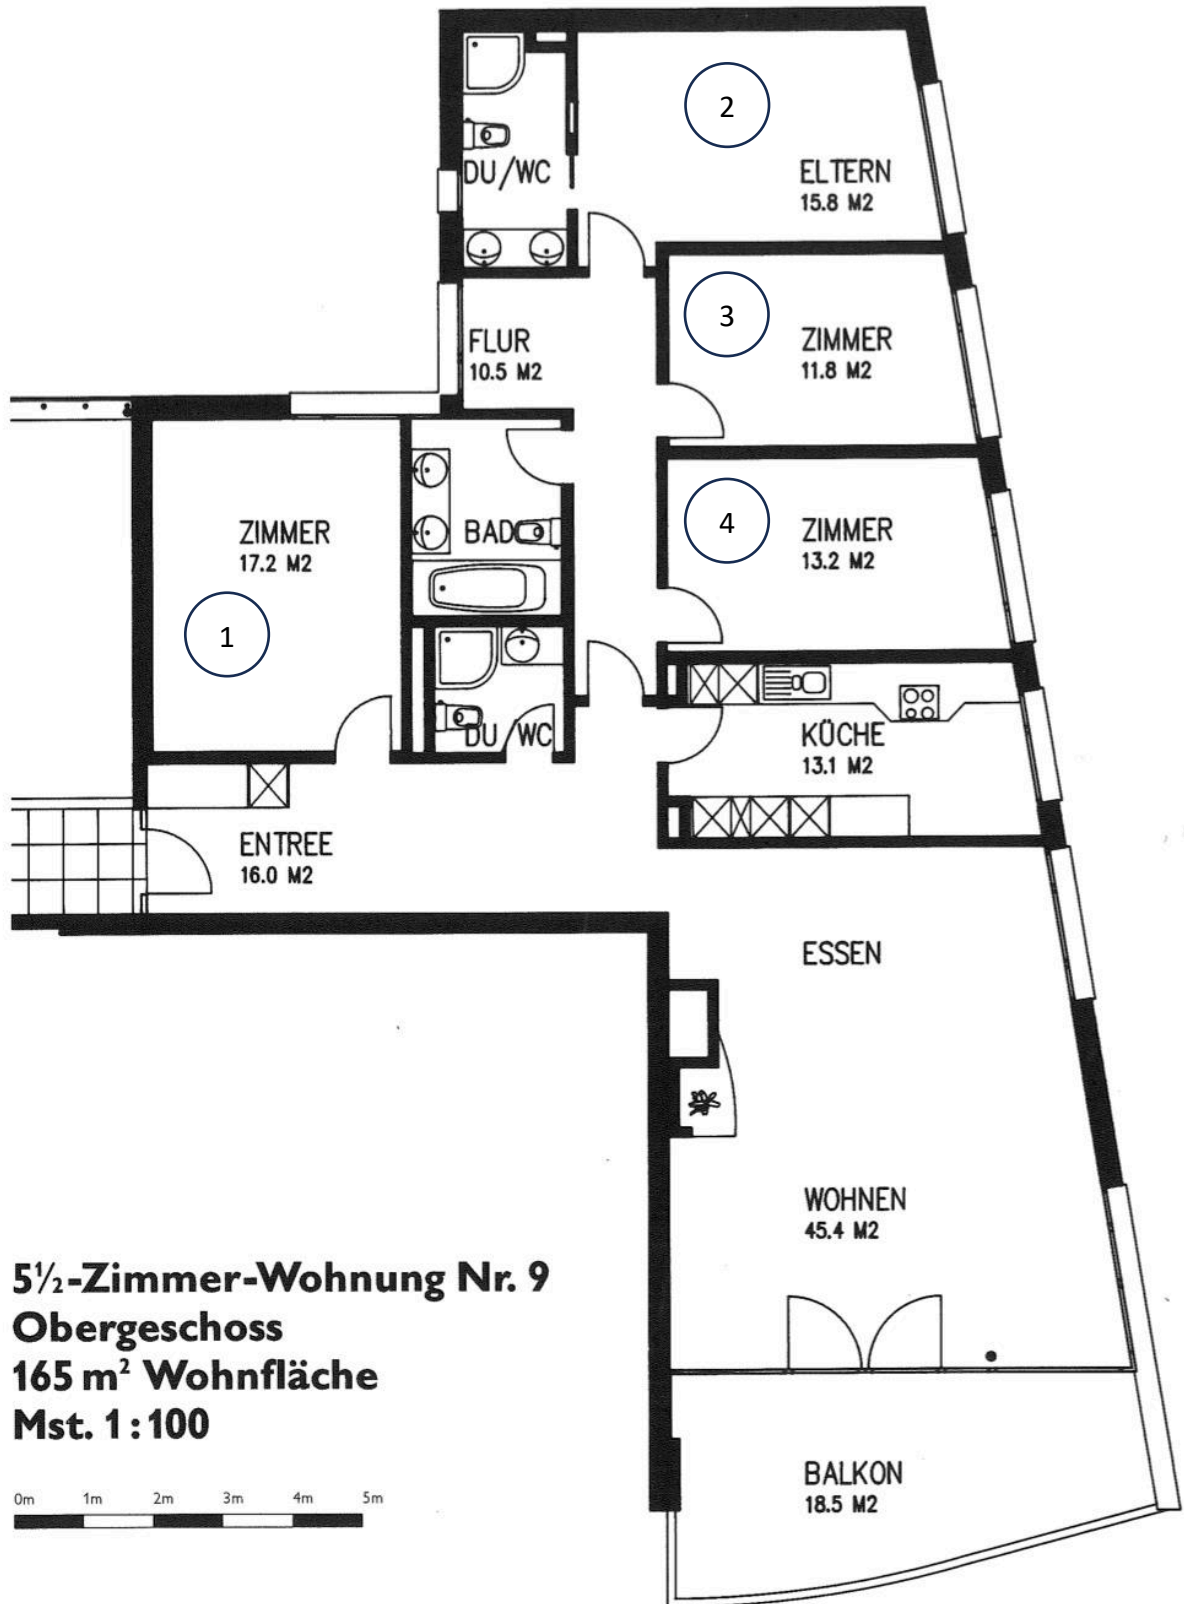 2
DU/WC
ELTERN
15.8 M2
3
FLUR
10.5 M2
ZIMMER
11.8 M2
4
ZIMMER
17.2 M2
BAD
ZIMMER
13.2 M2
1
DU/WC
KÜCHE
13.1 M2
ENTREE
16.0 M2
ESSEN
WOHNEN
45.4 M2
5½-Zimmer-Wohnung Nr. 9
Obergeschoss
165 m² Wohnfläche
Mst. 1:100
BALKON
18.5 M2
0m 1m 2m 3m 4m 5m